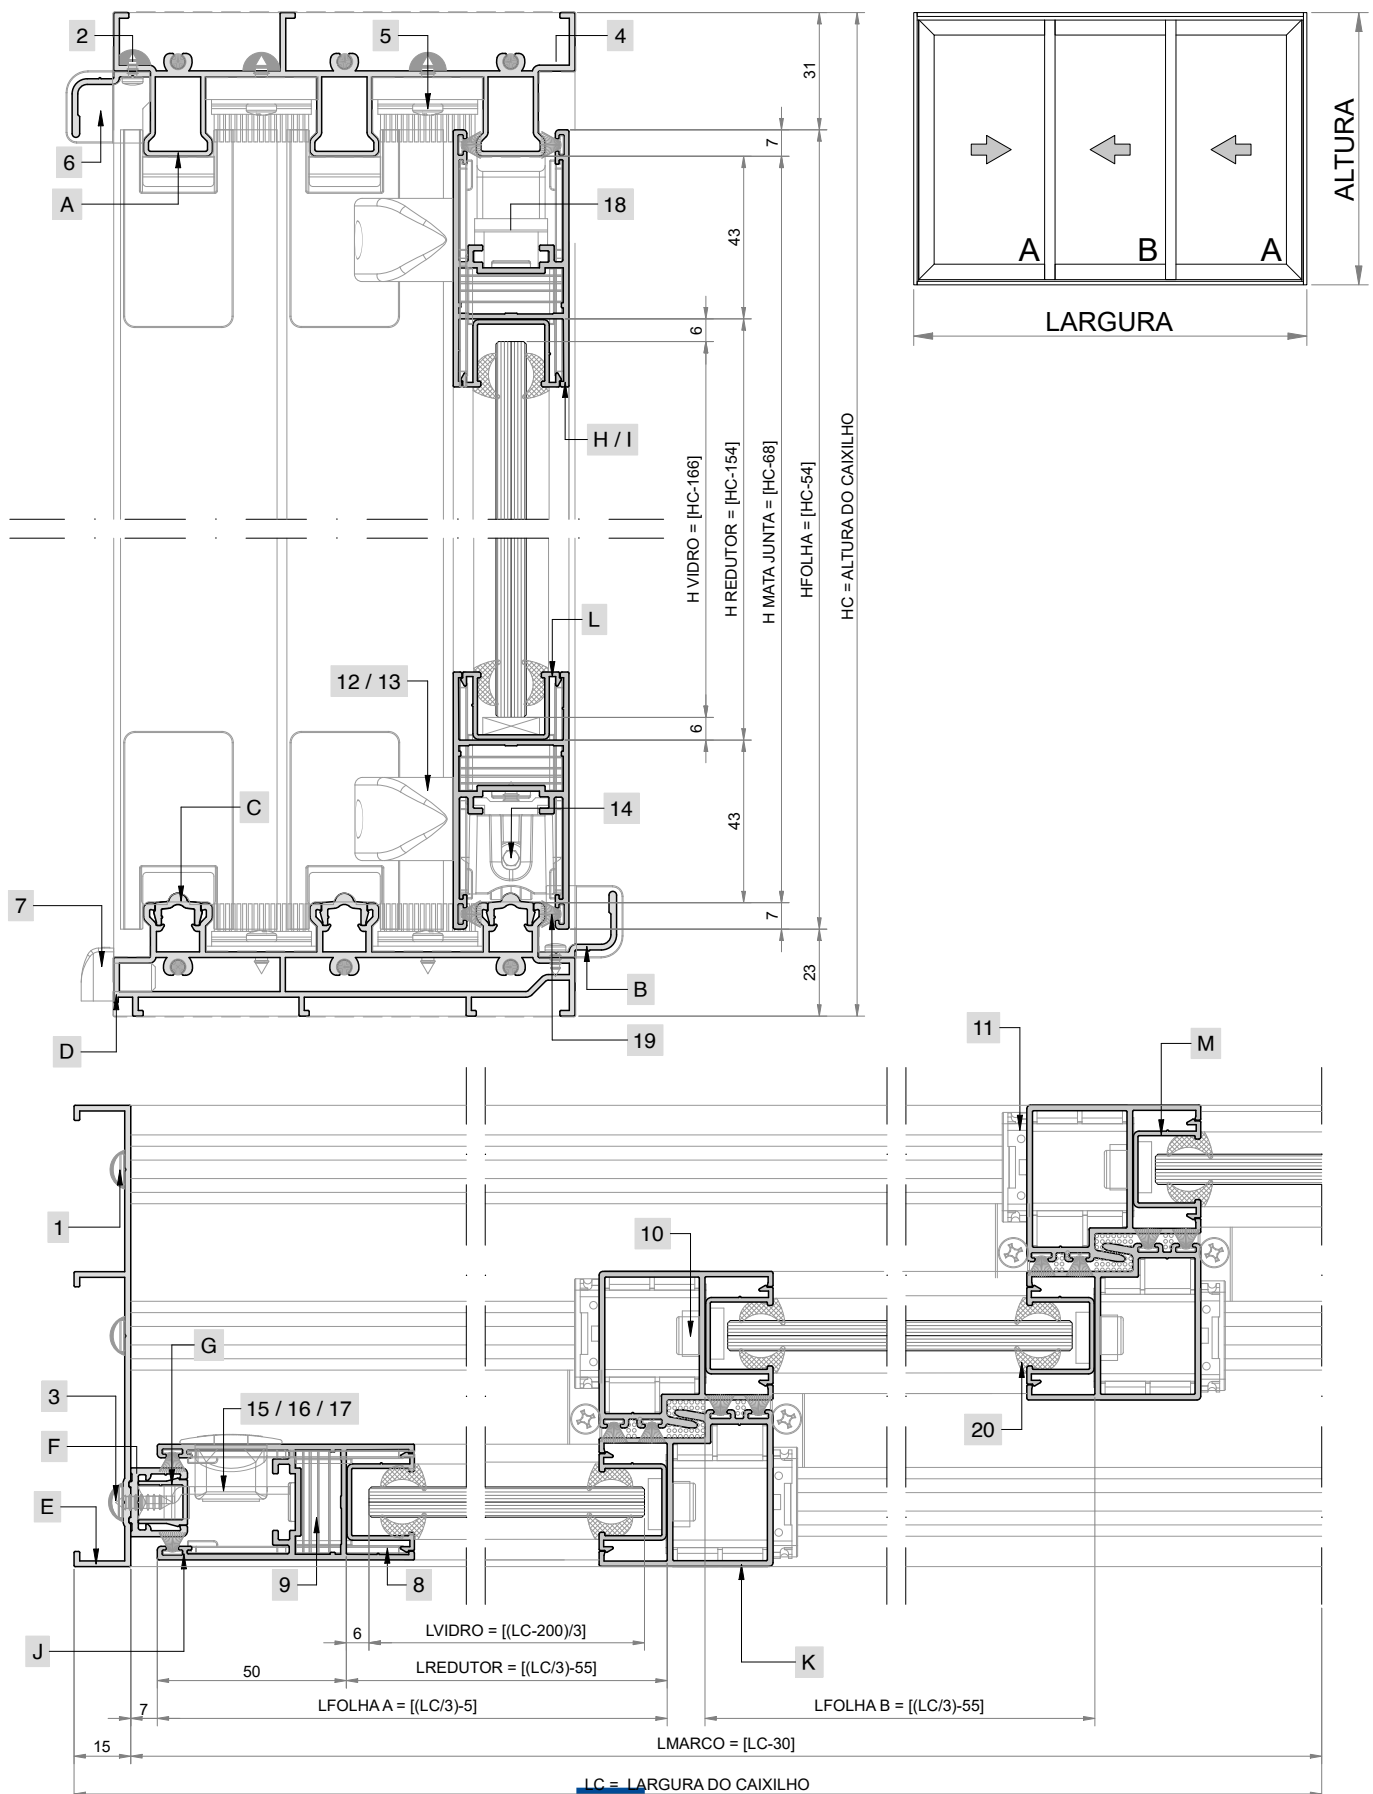 2
5
4
6
A
18
H / I
L
12 / 13
C
14
7
B
D
19
31
7
43
6
6
43
7
23
H VIDRO = [HC-166]
H REDUTOR = [HC-154]
H MATA JUNTA = [HC-68]
HFOLHA = [HC-54]
HC = ALTURA DO CAIXILHO
A
B
A
ALTURA
LARGURA
11
M
1
10
G
3
15 / 16 / 17
F
20
E
9
8
J
K
6
LVIDRO = [(LC-200)/3]
50
LREDUTOR = [(LC/3)-55]
7
LFOLHA A = [(LC/3)-5]
LFOLHA B = [(LC/3)-55]
15
LMARCO = [LC-30]
LC = LARGURA DO CAIXILHO